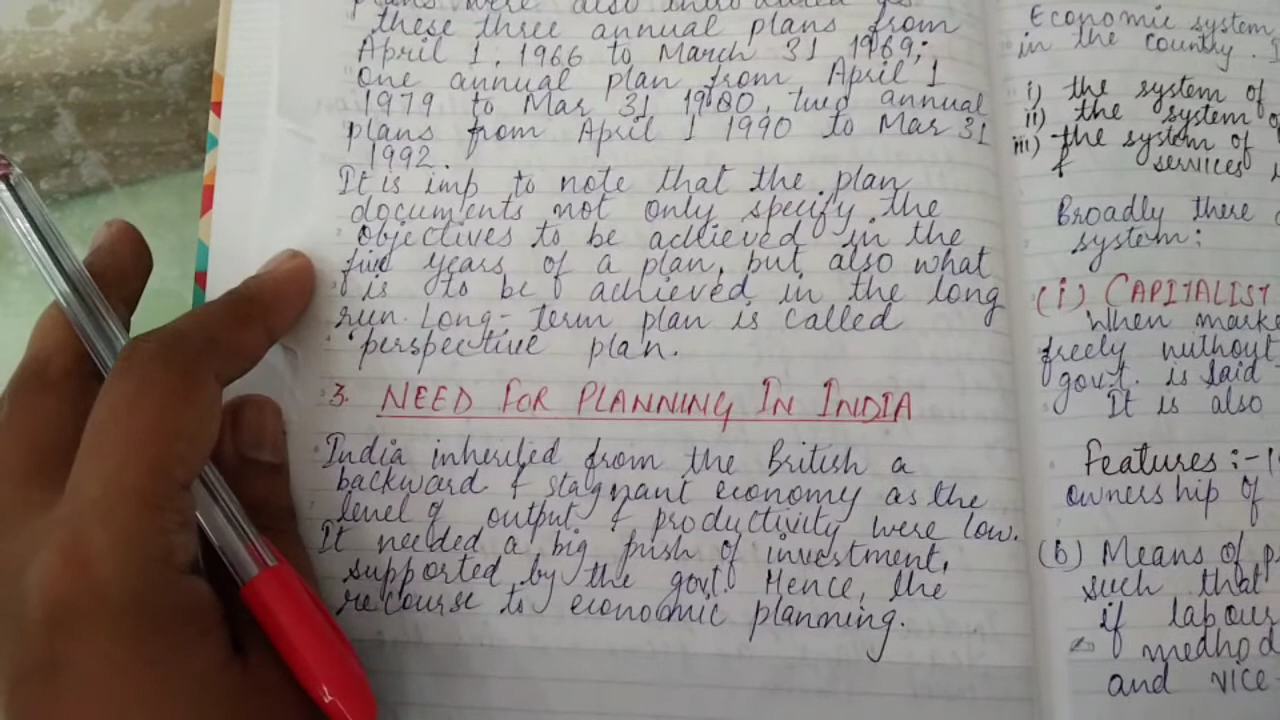 these three annual plans from
April 1, 1966 to March 31 1969;
One annual plan from April 1
1979 to Mar 31 1980, two annual
plans from April 1 1990 to Mar 31
1992.
It is imp to note that the plan
documents not only specify the
objectives to be achieved in the
five years of a plan, but also what
is to be achieved in the long
run. Long-term plan is called
'perspective plan.
3. NEED FOR PLANNING IN INDIA
India inherited from the British a
backward & stagnant economy as the
level of output & productivity were low.
It needed a big push of investment,
supported by the govt. Hence, the
recourse to economic planning.
Economic system
in the country.
i) the system of
ii) the system
iii) the system of
& services
Broadly there
system:
(i) CAPITALIST
When
freely without
govt. is said
It is also
Features:-
ownership of
(b) Means of
such that
if labour
method
and vice-